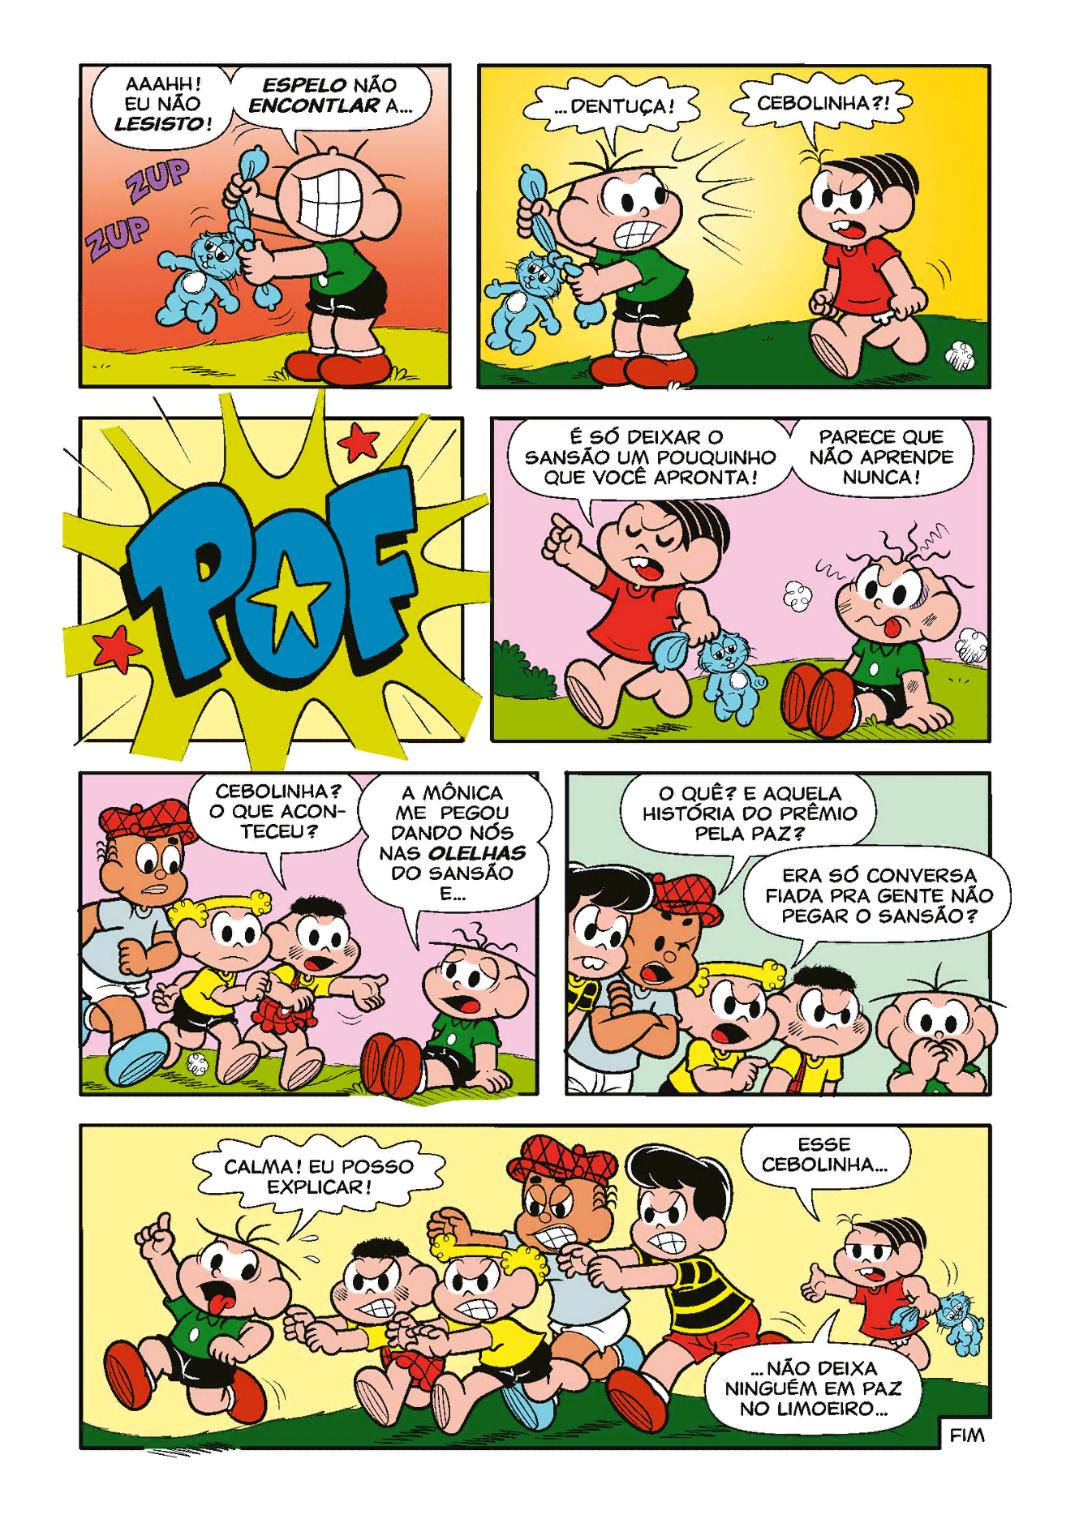 AAAHH!
EU NÃO
LESISTO!
ESPELO NÃO
ENCONTLAR A...
ZUP
ZUP
...DENTUÇA!
CEBOLINHA?!
POF
É SÓ DEIXAR O
SANSÃO UM POUQUINHO
QUE VOCÊ APRONTA!
PARECE QUE
NÃO APRENDE
NUNCA!
CEBOLINHA?
O QUE ACON-
TECEU?
A MÔNICA
ME PEGOU
DANDO NÓS
NAS OLELHAS
DO SANSÃO
E...
O QUÊ? E AQUELA
HISTÓRIA DO PRÊMIO
PELA PAZ?
ERA SÓ CONVERSA
FIADA PRA GENTE NÃO
PEGAR O SANSÃO?
CALMA! EU POSSO
EXPLICAR!
ESSE
CEBOLINHA...
...NÃO DEIXA
NINGUÉM EM PAZ
NO LIMOEIRO...
FIM